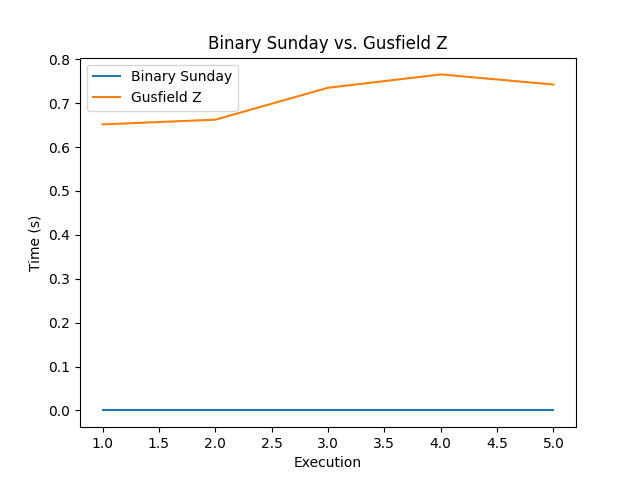 Binary Sunday vs. Gusfield Z
Binary Sunday
Gusfield Z
0.8
0.7
0.6
0.5
0.4
0.3
0.2
0.1
0.0
Time (s)
1.0 1.5 2.0 2.5 3.0 3.5 4.0 4.5 5.0
Execution